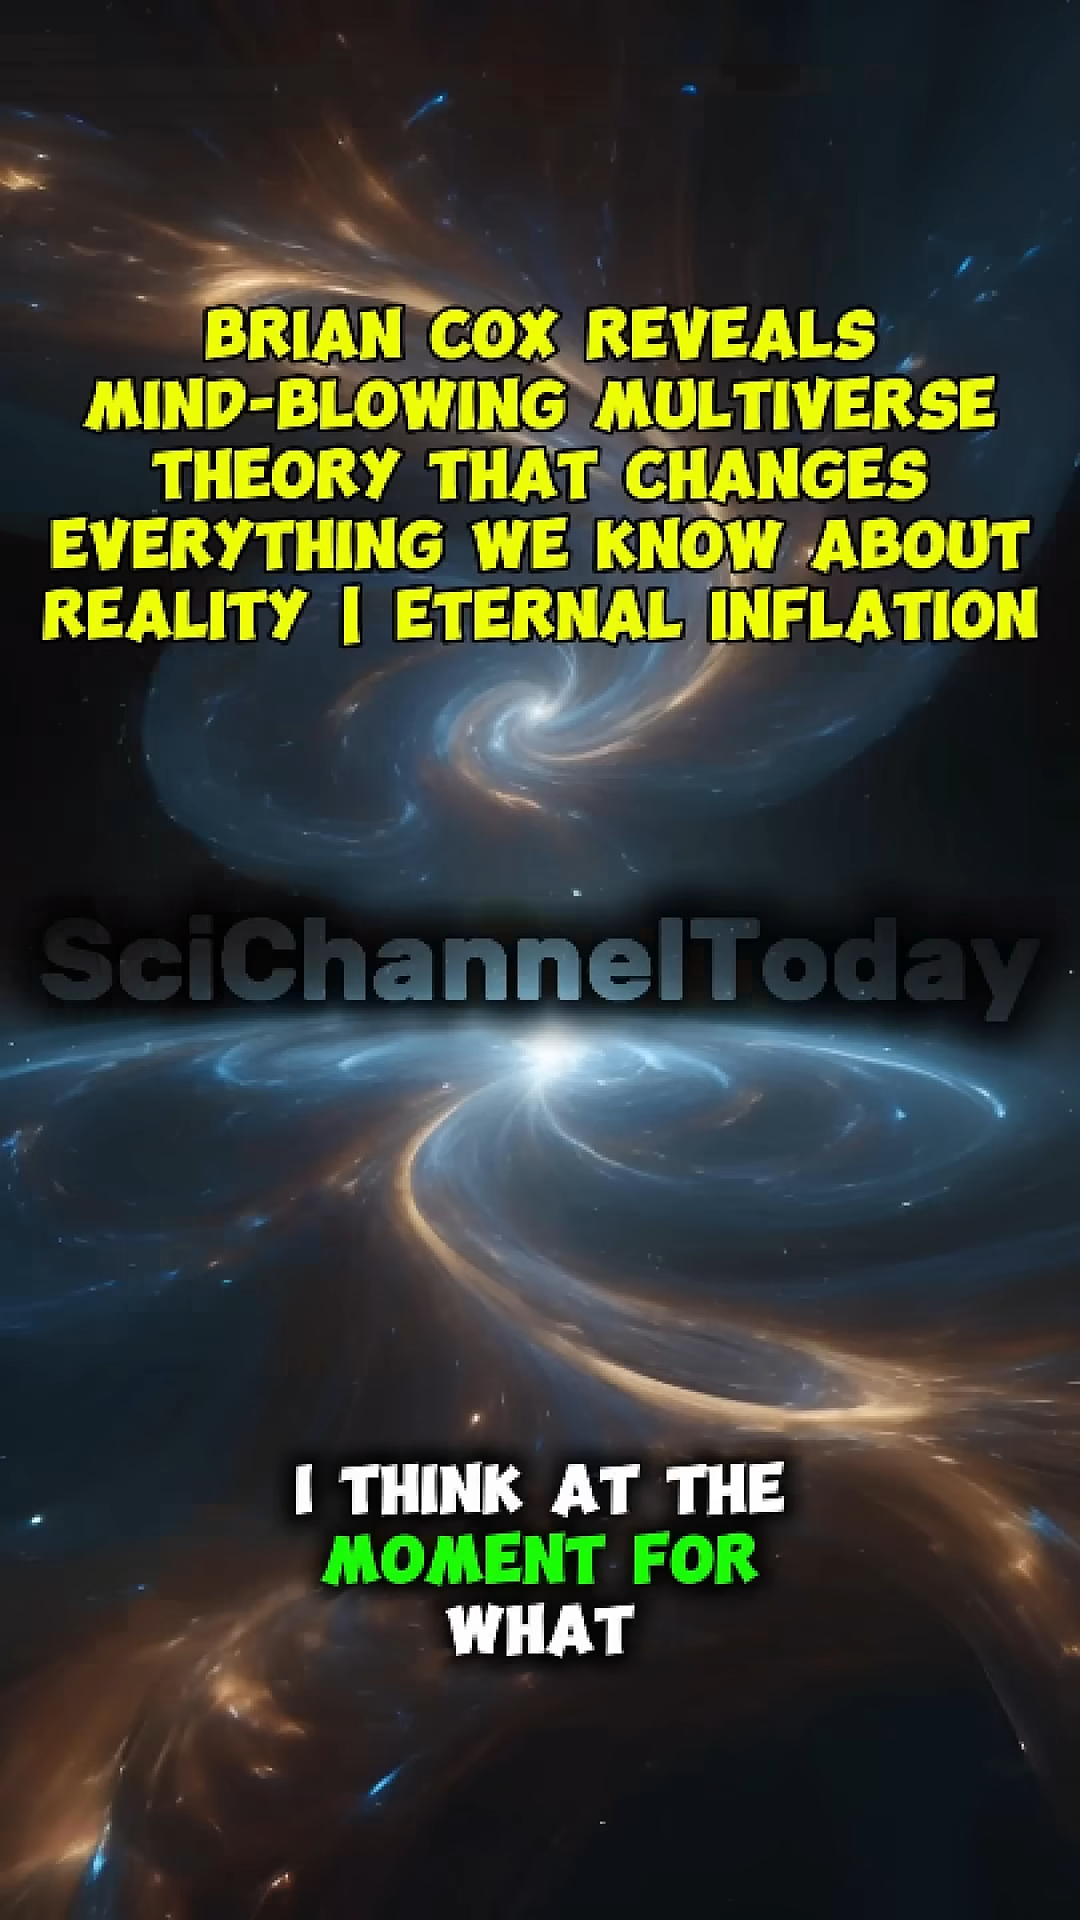 BRIAN COX REVEALS
MIND-BLOWING MULTIVERSE
THEORY THAT CHANGES
EVERYTHING WE KNOW ABOUT
REALITY | ETERNAL INFLATION
SciChannelToday
I THINK AT THE
MOMENT FOR
WHAT